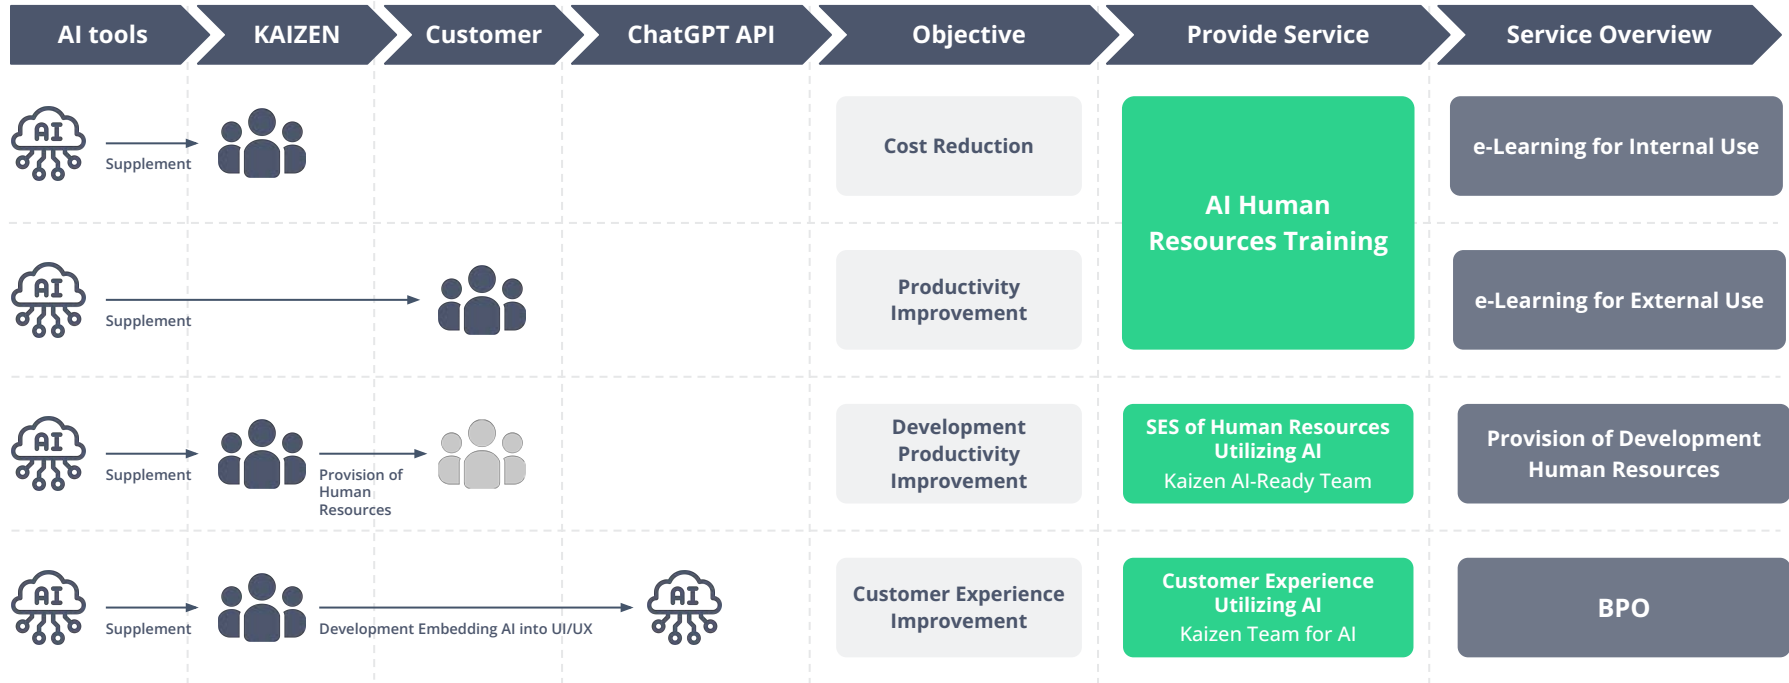 AI tools
KAIZEN
Customer
ChatGPT API
Objective
Provide Service
Service Overview
AI
Supplement
Cost Reduction
AI Human
Resources Training
e-Learning for Internal Use
AI
Supplement
Productivity
Improvement
e-Learning for External Use
AI
Supplement
Provision of
Human
Resources
Development
Productivity
Improvement
SES of Human Resources
Utilizing AI
Kaizen AI-Ready Team
Provision of Development
Human Resources
AI
Supplement
Development Embedding AI into UI/UX
AI
Customer Experience
Improvement
Customer Experience
Utilizing AI
Kaizen Team for AI
BPO